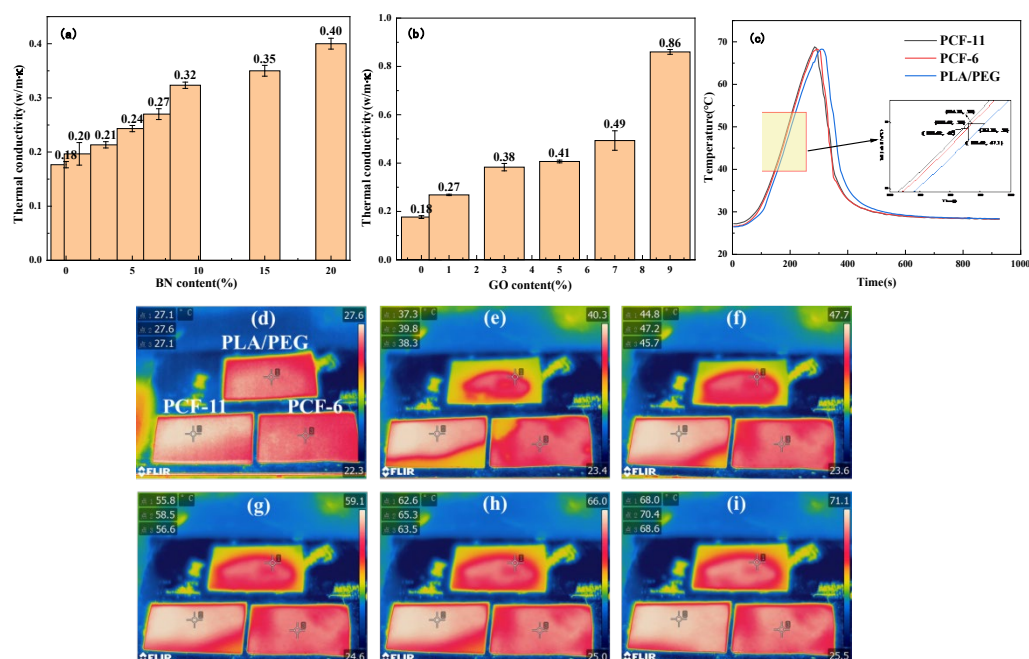 (a)
Thermal conductivity(w/m·κ)
0.4
0.3
0.2
0.1
0.0
0.18
0.20
0.21
0.24
0.27
0.32
0.35
0.40
0
5
10
15
20
BN content(%)
(b)
Thermal conductivity(w/m·κ)
1.0
0.8
0.6
0.4
0.2
0.0
0.18
0.27
0.38
0.41
0.49
0.86
0
1
2
3
4
5
6
7
8
9
GO content(%)
(c)
Temperature(°C)
70
60
50
40
30
20
PCF-11
PCF-6
PLA/PEG
0
200
400
600
800
1000
Time(s)
(d)
27.1 °C
27.6
27.1
27.6
PLA/PEG
PCF-11
PCF-6
FLIR
22.3
(e)
37.3 °C
39.8
38.3
40.3
FLIR
23.4
(f)
44.8 °C
47.2
45.7
47.7
FLIR
23.6
(g)
55.8 °C
58.5
56.6
59.1
FLIR
24.6
(h)
62.6 °C
65.3
63.5
66.0
FLIR
25.0
(i)
68.0 °C
70.4
68.6
71.1
FLIR
25.5